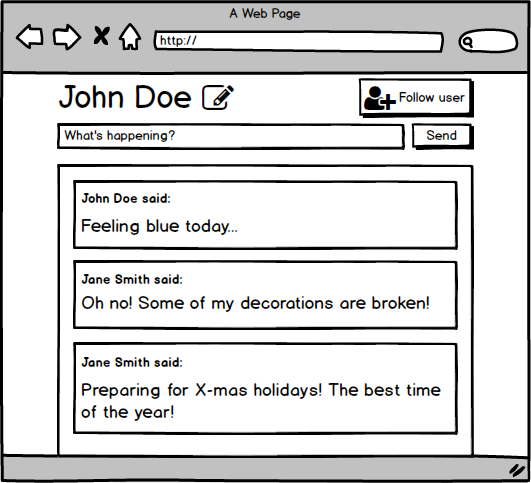 A Web Page
http://
John Doe
Follow user
What's happening?
Send
John Doe said:
Feeling blue today...
Jane Smith said:
Oh no! Some of my decorations are broken!
Jane Smith said:
Preparing for X-mas holidays! The best time
of the year!